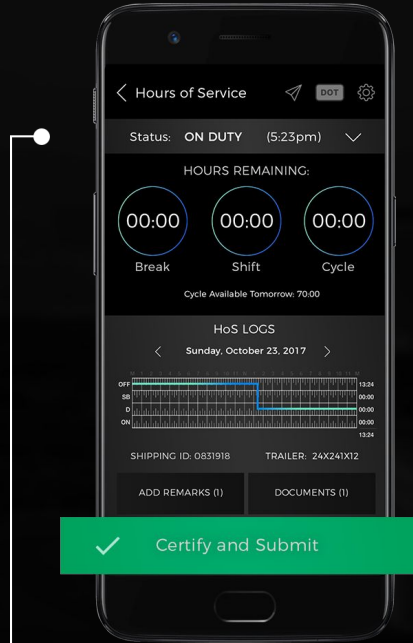 Hours of Service DOT
Status: ON DUTY (5:23pm)
HOURS REMAINING:
00:00 00:00 00:00
Break Shift Cycle
Cycle Available Tomorrow: 70:00
HoS LOGS
Sunday, October 23, 2017
OFF 13:24
SB 00:00
D 00:00
ON 00:00
13:24
SHIPPING ID: 0831918 TRAILER: 24X241X12
ADD REMARKS (1) DOCUMENTS (1)
Certify and Submit